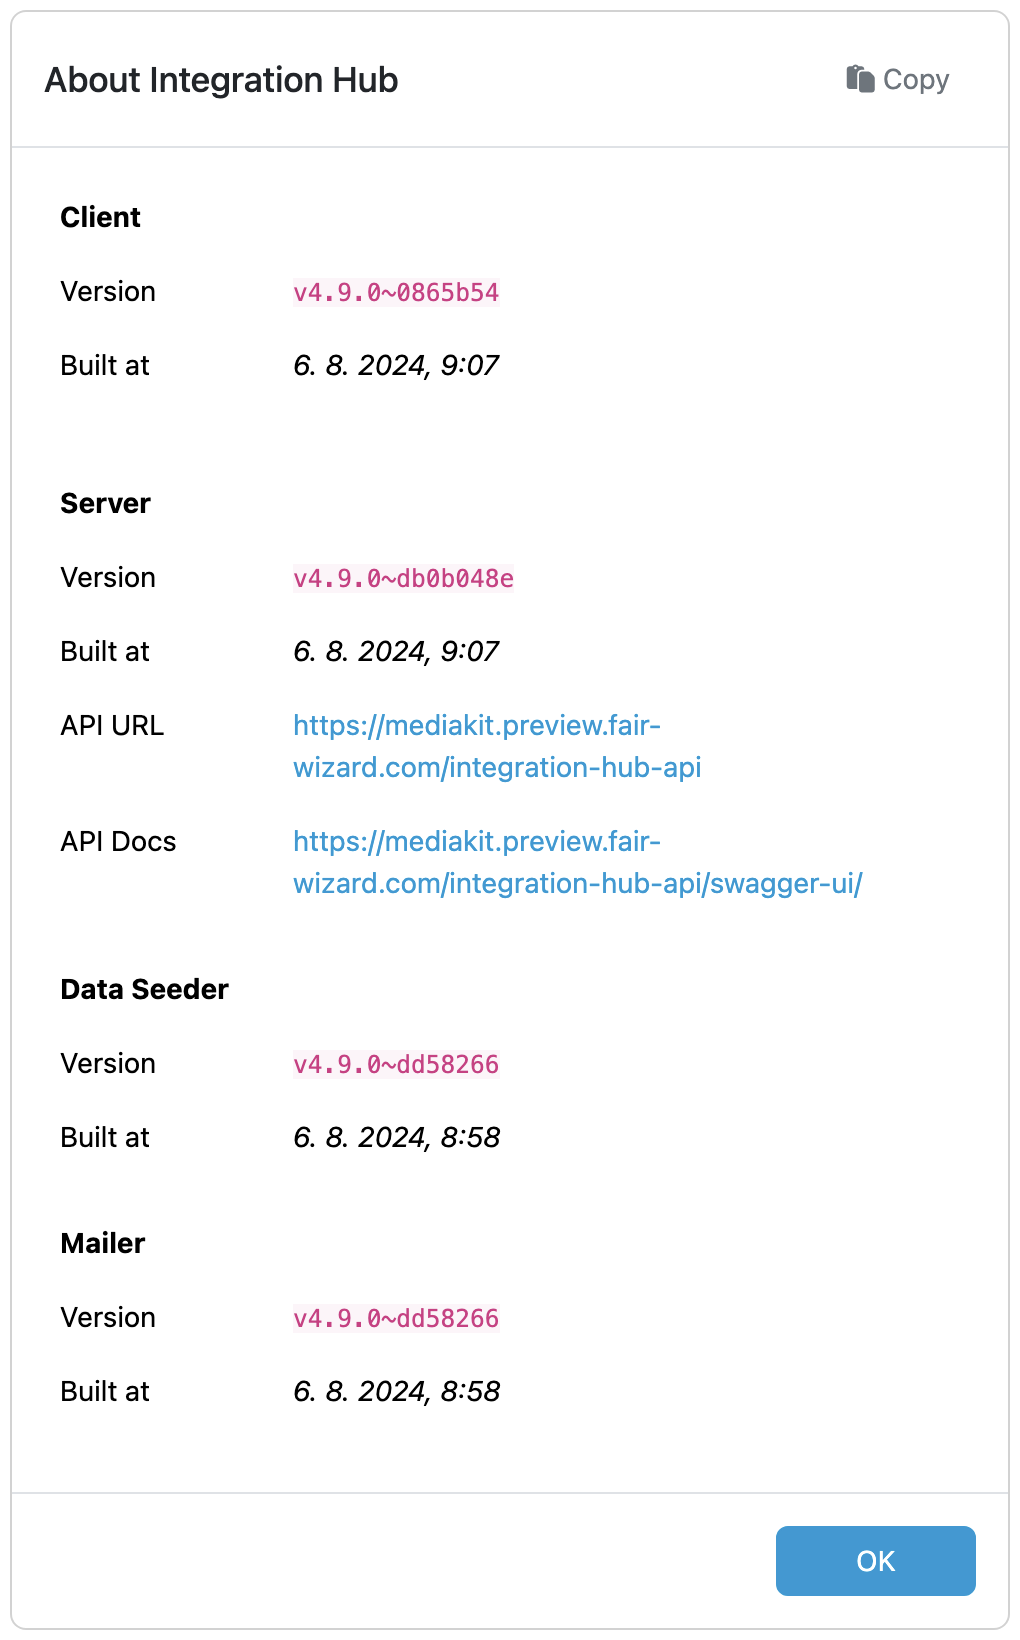 About Integration Hub
Copy
Client
Version v4.9.0~0865b54
Built at 6. 8. 2024, 9:07
Server
Version v4.9.0~db0b048e
Built at 6. 8. 2024, 9:07
API URL https://mediakit.preview.fair-
wizard.com/integration-hub-api
API Docs https://mediakit.preview.fair-
wizard.com/integration-hub-api/swagger-ui/
Data Seeder
Version v4.9.0~dd58266
Built at 6. 8. 2024, 8:58
Mailer
Version v4.9.0~dd58266
Built at 6. 8. 2024, 8:58
OK